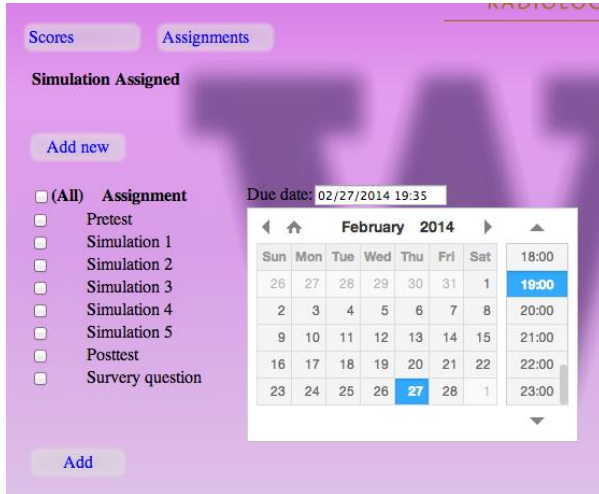 RADIOLOG
Scores Assignments
Simulation Assigned
Add new
(All) Assignment Due date: 02/27/2014 19:35
Pretest
Simulation 1
Simulation 2
Simulation 3
Simulation 4
Simulation 5
Posttest
Survery question
February 2014
Sun Mon Tue Wed Thu Fri Sat 18:00
26 27 28 29 30 31 1 19:00
2 3 4 5 6 7 8 20:00
9 10 11 12 13 14 15 21:00
16 17 18 19 20 21 22 22:00
23 24 25 26 27 28 1 23:00
Add